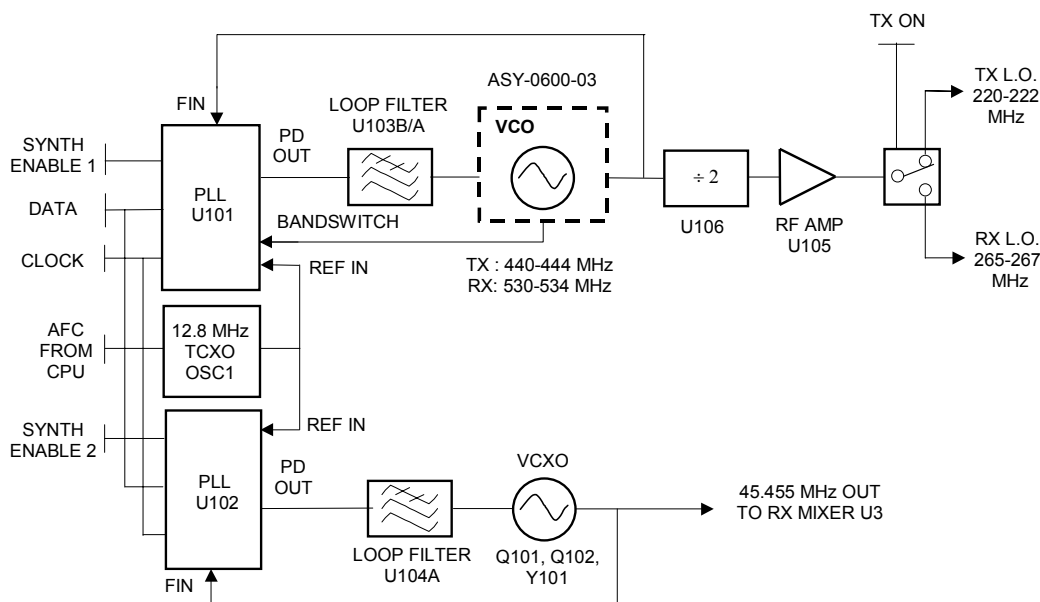 TX ON
ASY-0600-03
TX L.O.
220-222
MHz
FIN
LOOP FILTER
U103B/A
PD
OUT
VCO
SYNTH
ENABLE 1
DATA
CLOCK
PLL
U101
÷ 2
U106
RF AMP
U105
BANDSWITCH
REF IN
TX : 440-444 MHz
RX: 530-534 MHz
RX L.O.
265-267
MHz
AFC
FROM
CPU
12.8 MHz
TCXO
OSC1
REF IN
SYNTH
ENABLE 2
PLL
U102
PD
OUT
VCXO
45.455 MHz OUT
TO RX MIXER U3
LOOP FILTER
U104A
Q101, Q102,
Y101
FIN